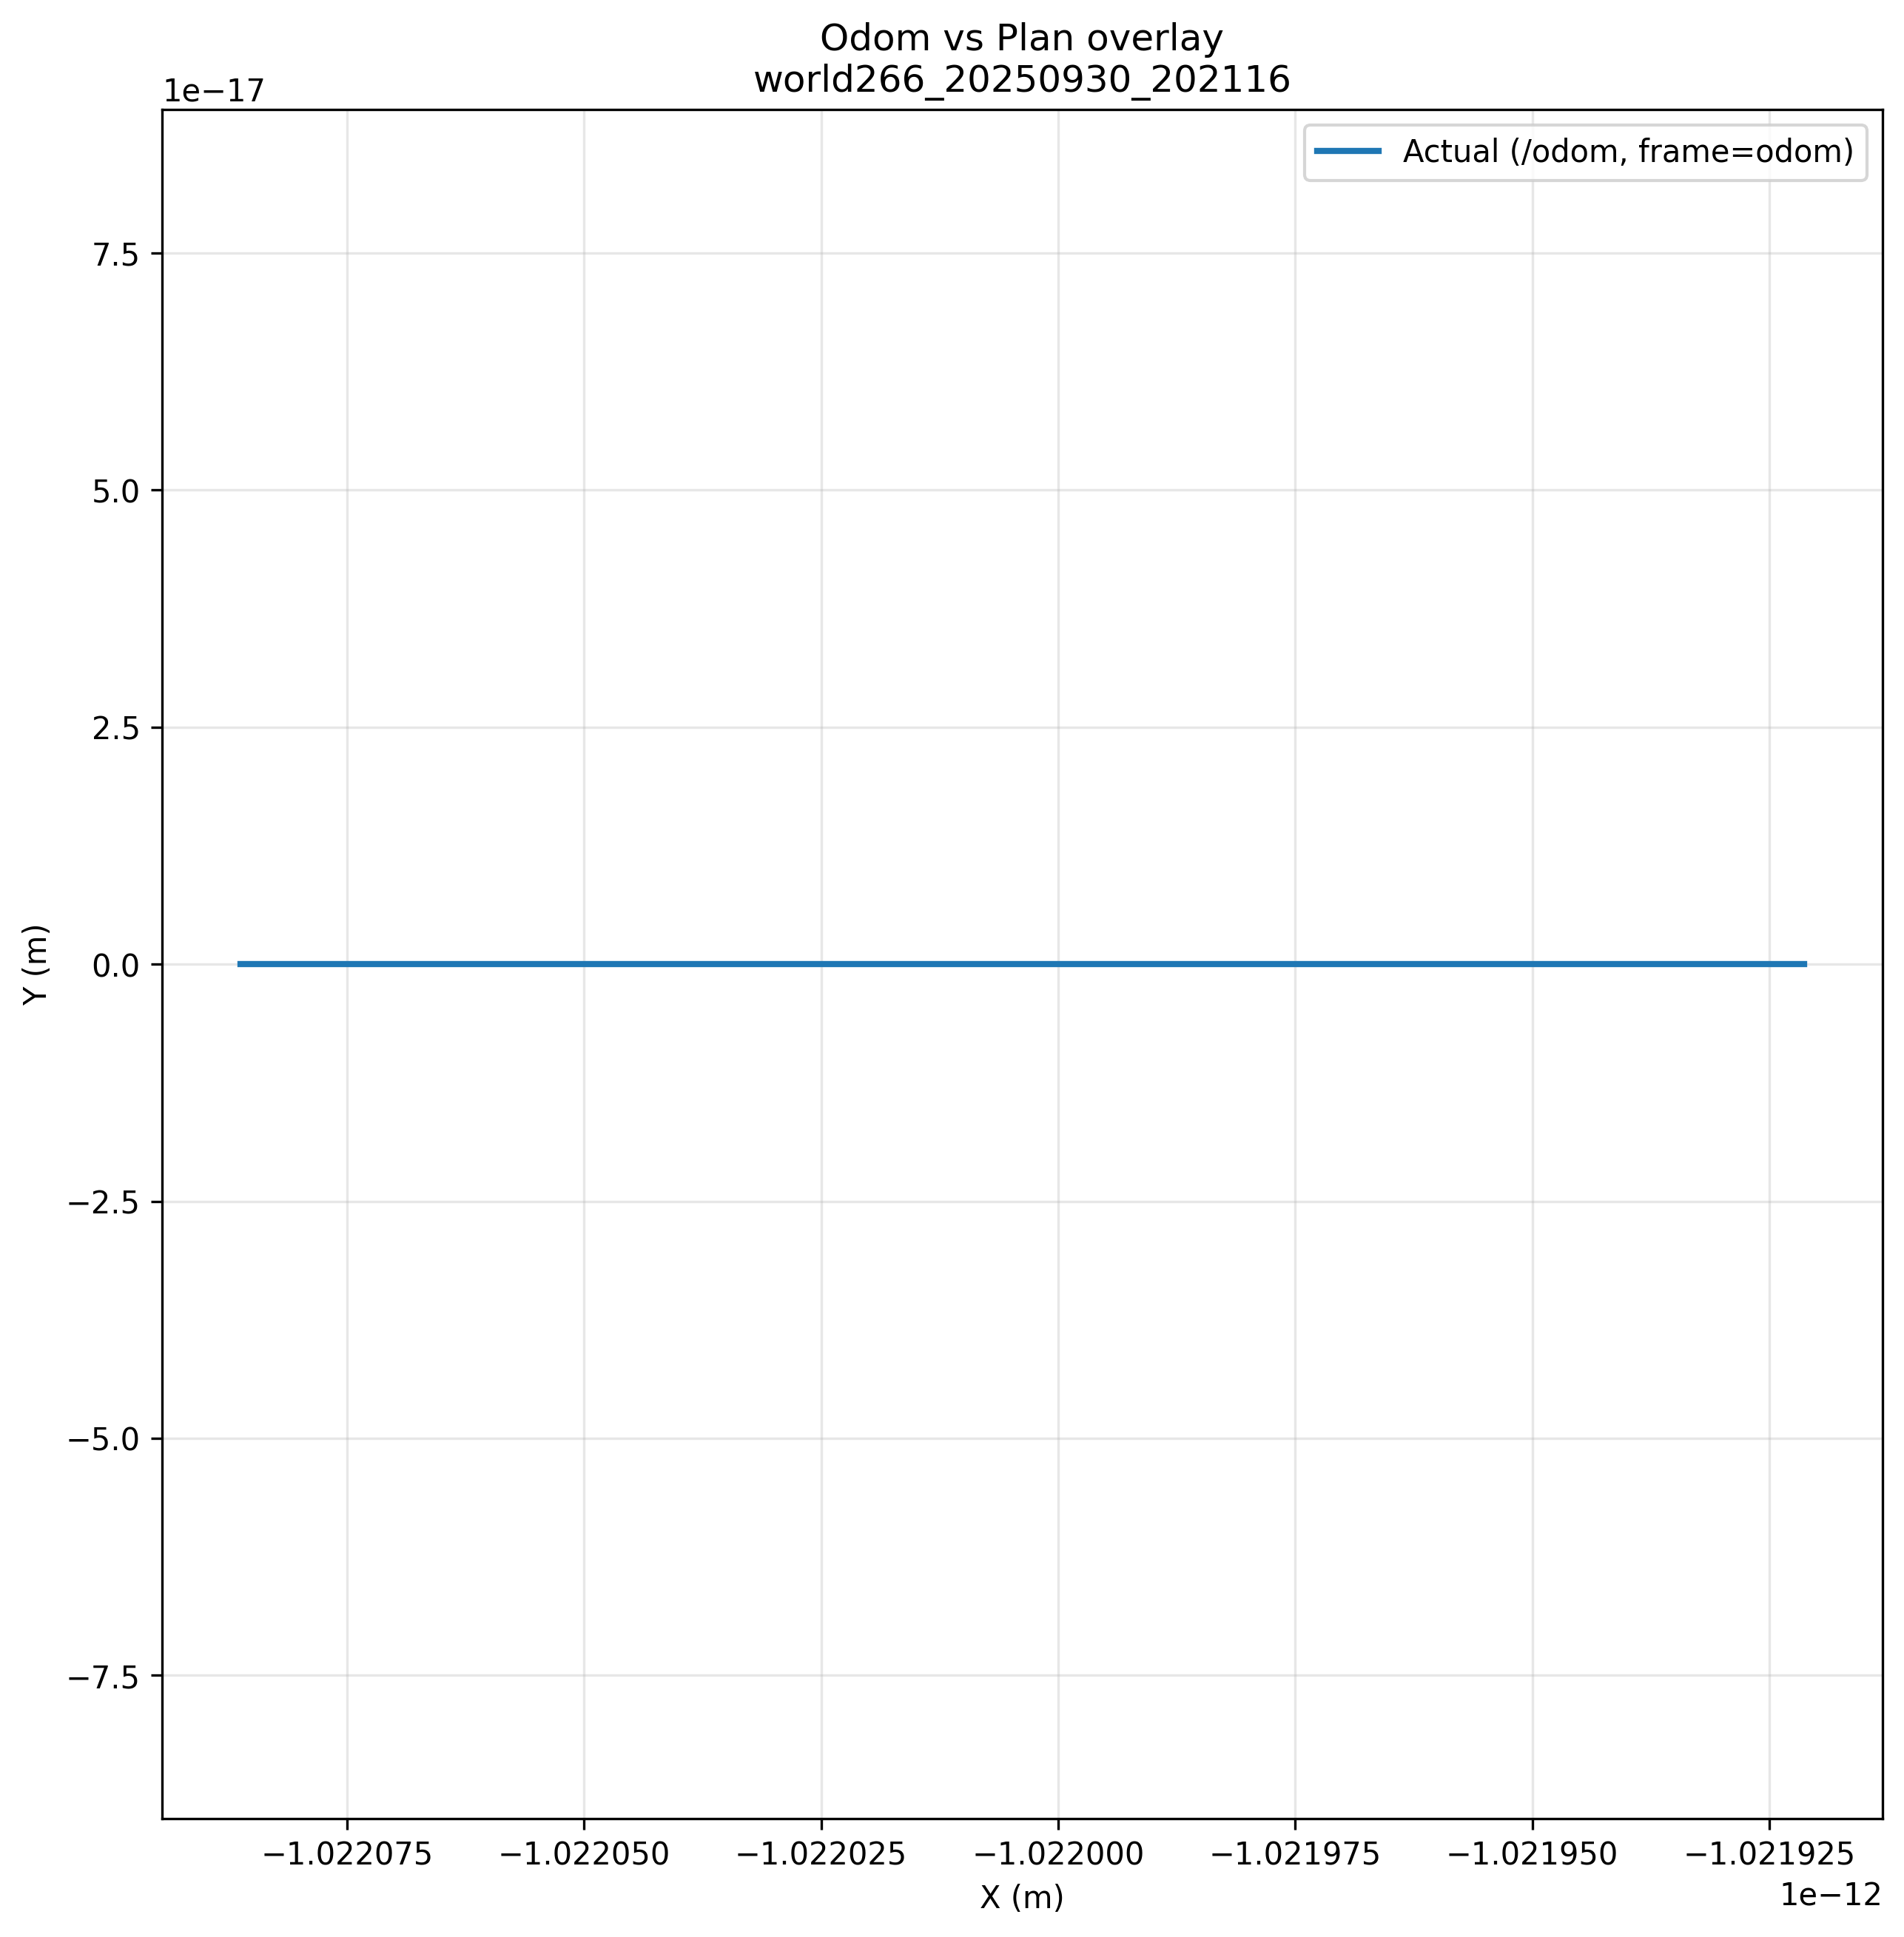 Odom vs Plan overlay
world266_20250930_202116
1e−17
Actual (/odom, frame=odom)
7.5
5.0
2.5
0.0
−2.5
−5.0
−7.5
Y (m)
−1.022075 −1.022050 −1.022025 −1.022000 −1.021975 −1.021950 −1.021925
X (m)
1e−12